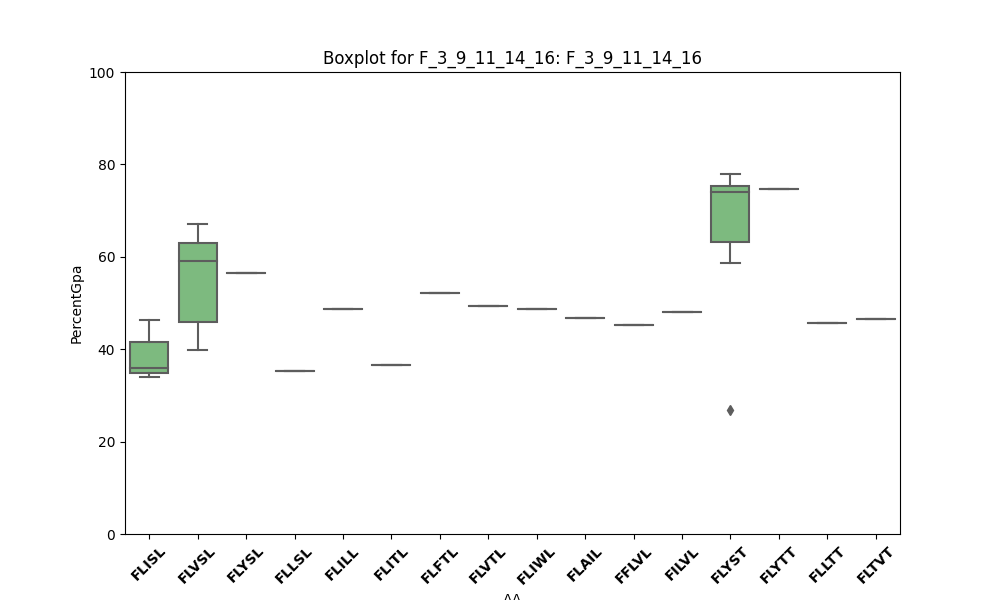 Boxplot for F_3_9_11_14_16: F_3_9_11_14_16
100
80
60
40
20
0
PercentGpa
FLISL
FLVSL
FLYSL
FLLSL
FLILL
FLITL
FLFTL
FLVTL
FLIWL
FLAIL
FFLVL
FILVL
FLYST
FLYTT
FLLTT
FLTVT
AA